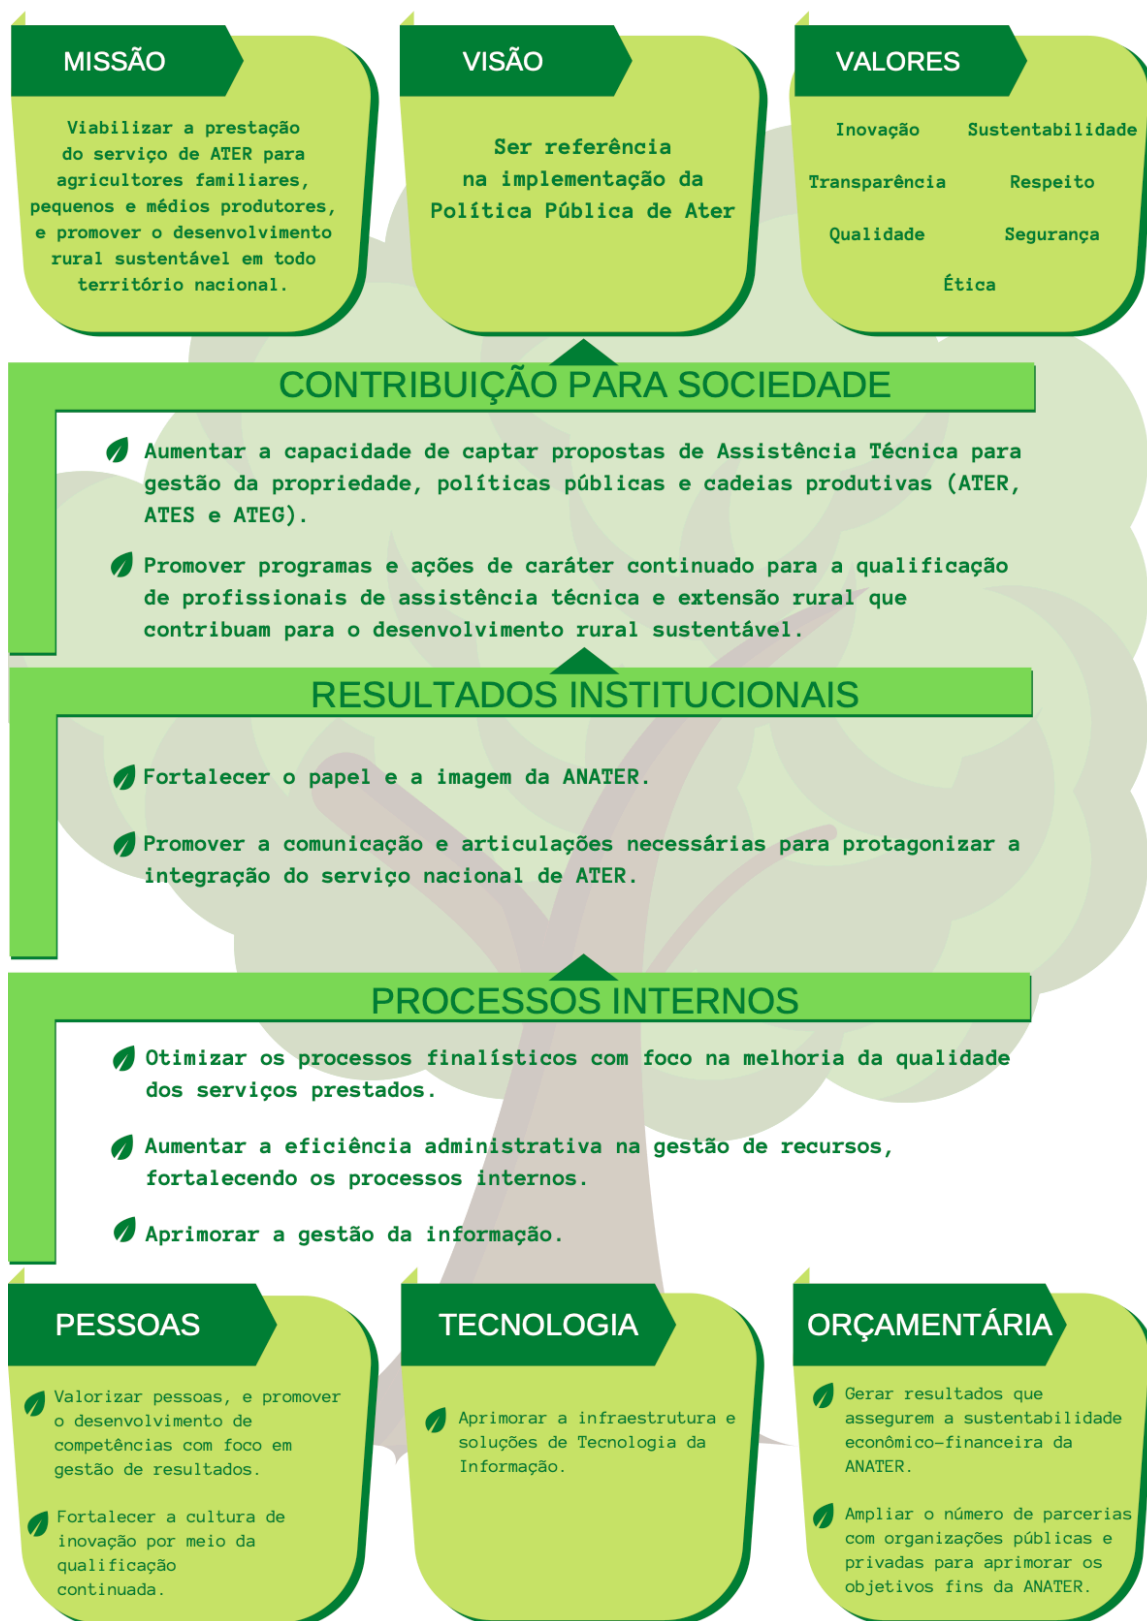 MISSÃO
Viabilizar a prestação
do serviço de ATER para
agricultores familiares,
pequenos e médios produtores,
e promover o desenvolvimento
rural sustentável em todo
território nacional.
VISÃO
Ser referência
na implementação da
Política Pública de Ater
VALORES
Inovação Sustentabilidade
Transparência Respeito
Qualidade Segurança
Ética
CONTRIBUIÇÃO PARA SOCIEDADE
Aumentar a capacidade de captar propostas de Assistência Técnica para
gestão da propriedade, políticas públicas e cadeias produtivas (ATER,
ATES e ATEG).
Promover programas e ações de caráter continuado para a qualificação
de profissionais de assistência técnica e extensão rural que
contribuam para o desenvolvimento rural sustentável.
RESULTADOS INSTITUCIONAIS
Fortalecer o papel e a imagem da ANATER.
Promover a comunicação e articulações necessárias para protagonizar a
integração do serviço nacional de ATER.
PROCESSOS INTERNOS
Otimizar os processos finalísticos com foco na melhoria da qualidade
dos serviços prestados.
Aumentar a eficiência administrativa na gestão de recursos,
fortalecendo os processos internos.
Aprimorar a gestão da informação.
PESSOAS
Valorizar pessoas, e promover
o desenvolvimento de
competências com foco em
gestão de resultados.
Fortalecer a cultura de
inovação por meio da
qualificação
continuada.
TECNOLOGIA
Aprimorar a infraestrutura e
soluções de Tecnologia da
Informação.
ORÇAMENTÁRIA
Gerar resultados que
assegurem a sustentabilidade
econômico-financeira da
ANATER.
Ampliar o número de parcerias
com organizações públicas e
privadas para aprimorar os
objetivos fins da ANATER.